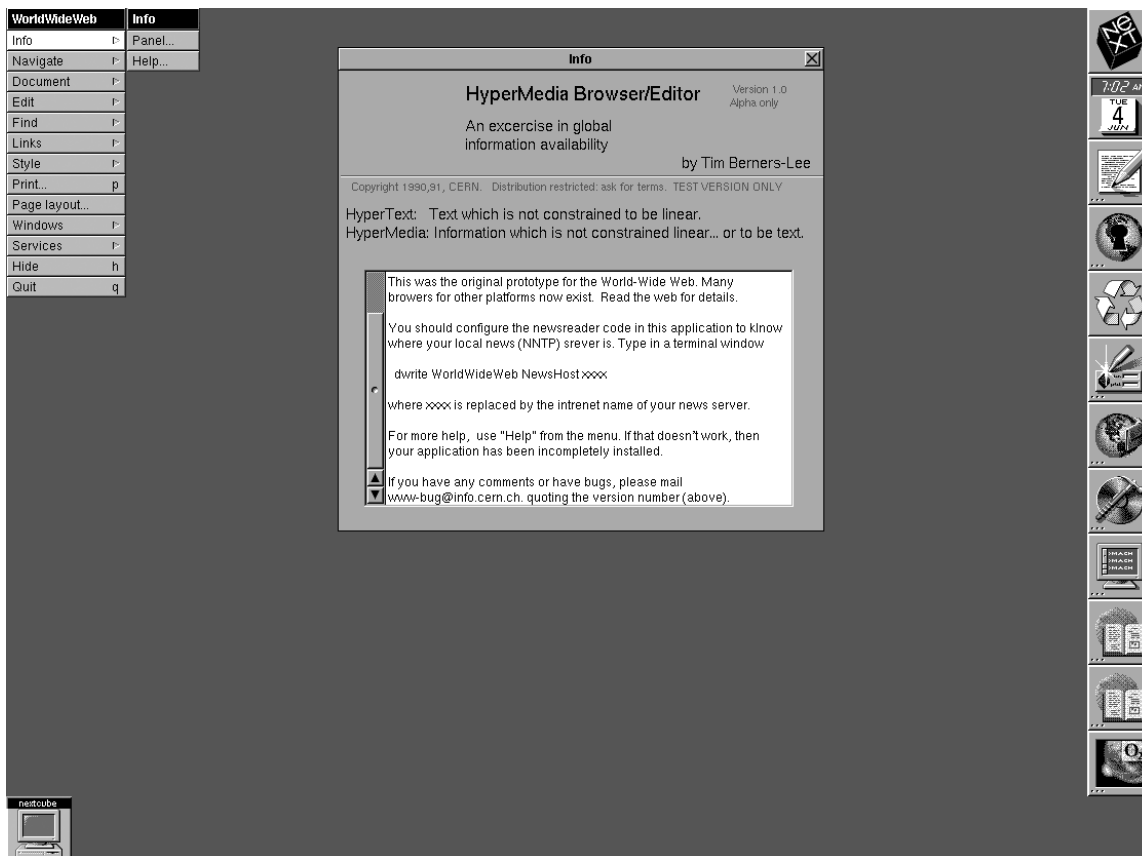 WorldWideWeb
Info
Navigate
Document
Edit
Find
Links
Style
Print... p
Page layout...
Windows
Services
Hide h
Quit q
Info
Panel...
Help...
Info
HyperMedia Browser/Editor
Version 1.0
Alpha only
An excercise in global
information availability
by Tim Berners-Lee
Copyright 1990,91, CERN. Distribution restricted: ask for terms. TEST VERSION ONLY
HyperText: Text which is not constrained to be linear.
HyperMedia: Information which is not constrained linear... or to be text.
This was the original prototype for the World-Wide Web. Many
browers for other platforms now exist. Read the web for details.
You should configure the newsreader code in this application to klnow
where your local news (NNTP) srever is. Type in a terminal window
dwrite WorldWideWeb NewsHost xxxx
where xxxx is replaced by the intrenet name of your news server.
For more help, use "Help" from the menu. If that doesn't work, then
your application has been incompletely installed.
If you have any comments or have bugs, please mail
www-bug@info.cern.ch. quoting the version number (above).
NeXT
7:02 AM
TUE
4
JUN
MACH
MACH
MACH
nextcube